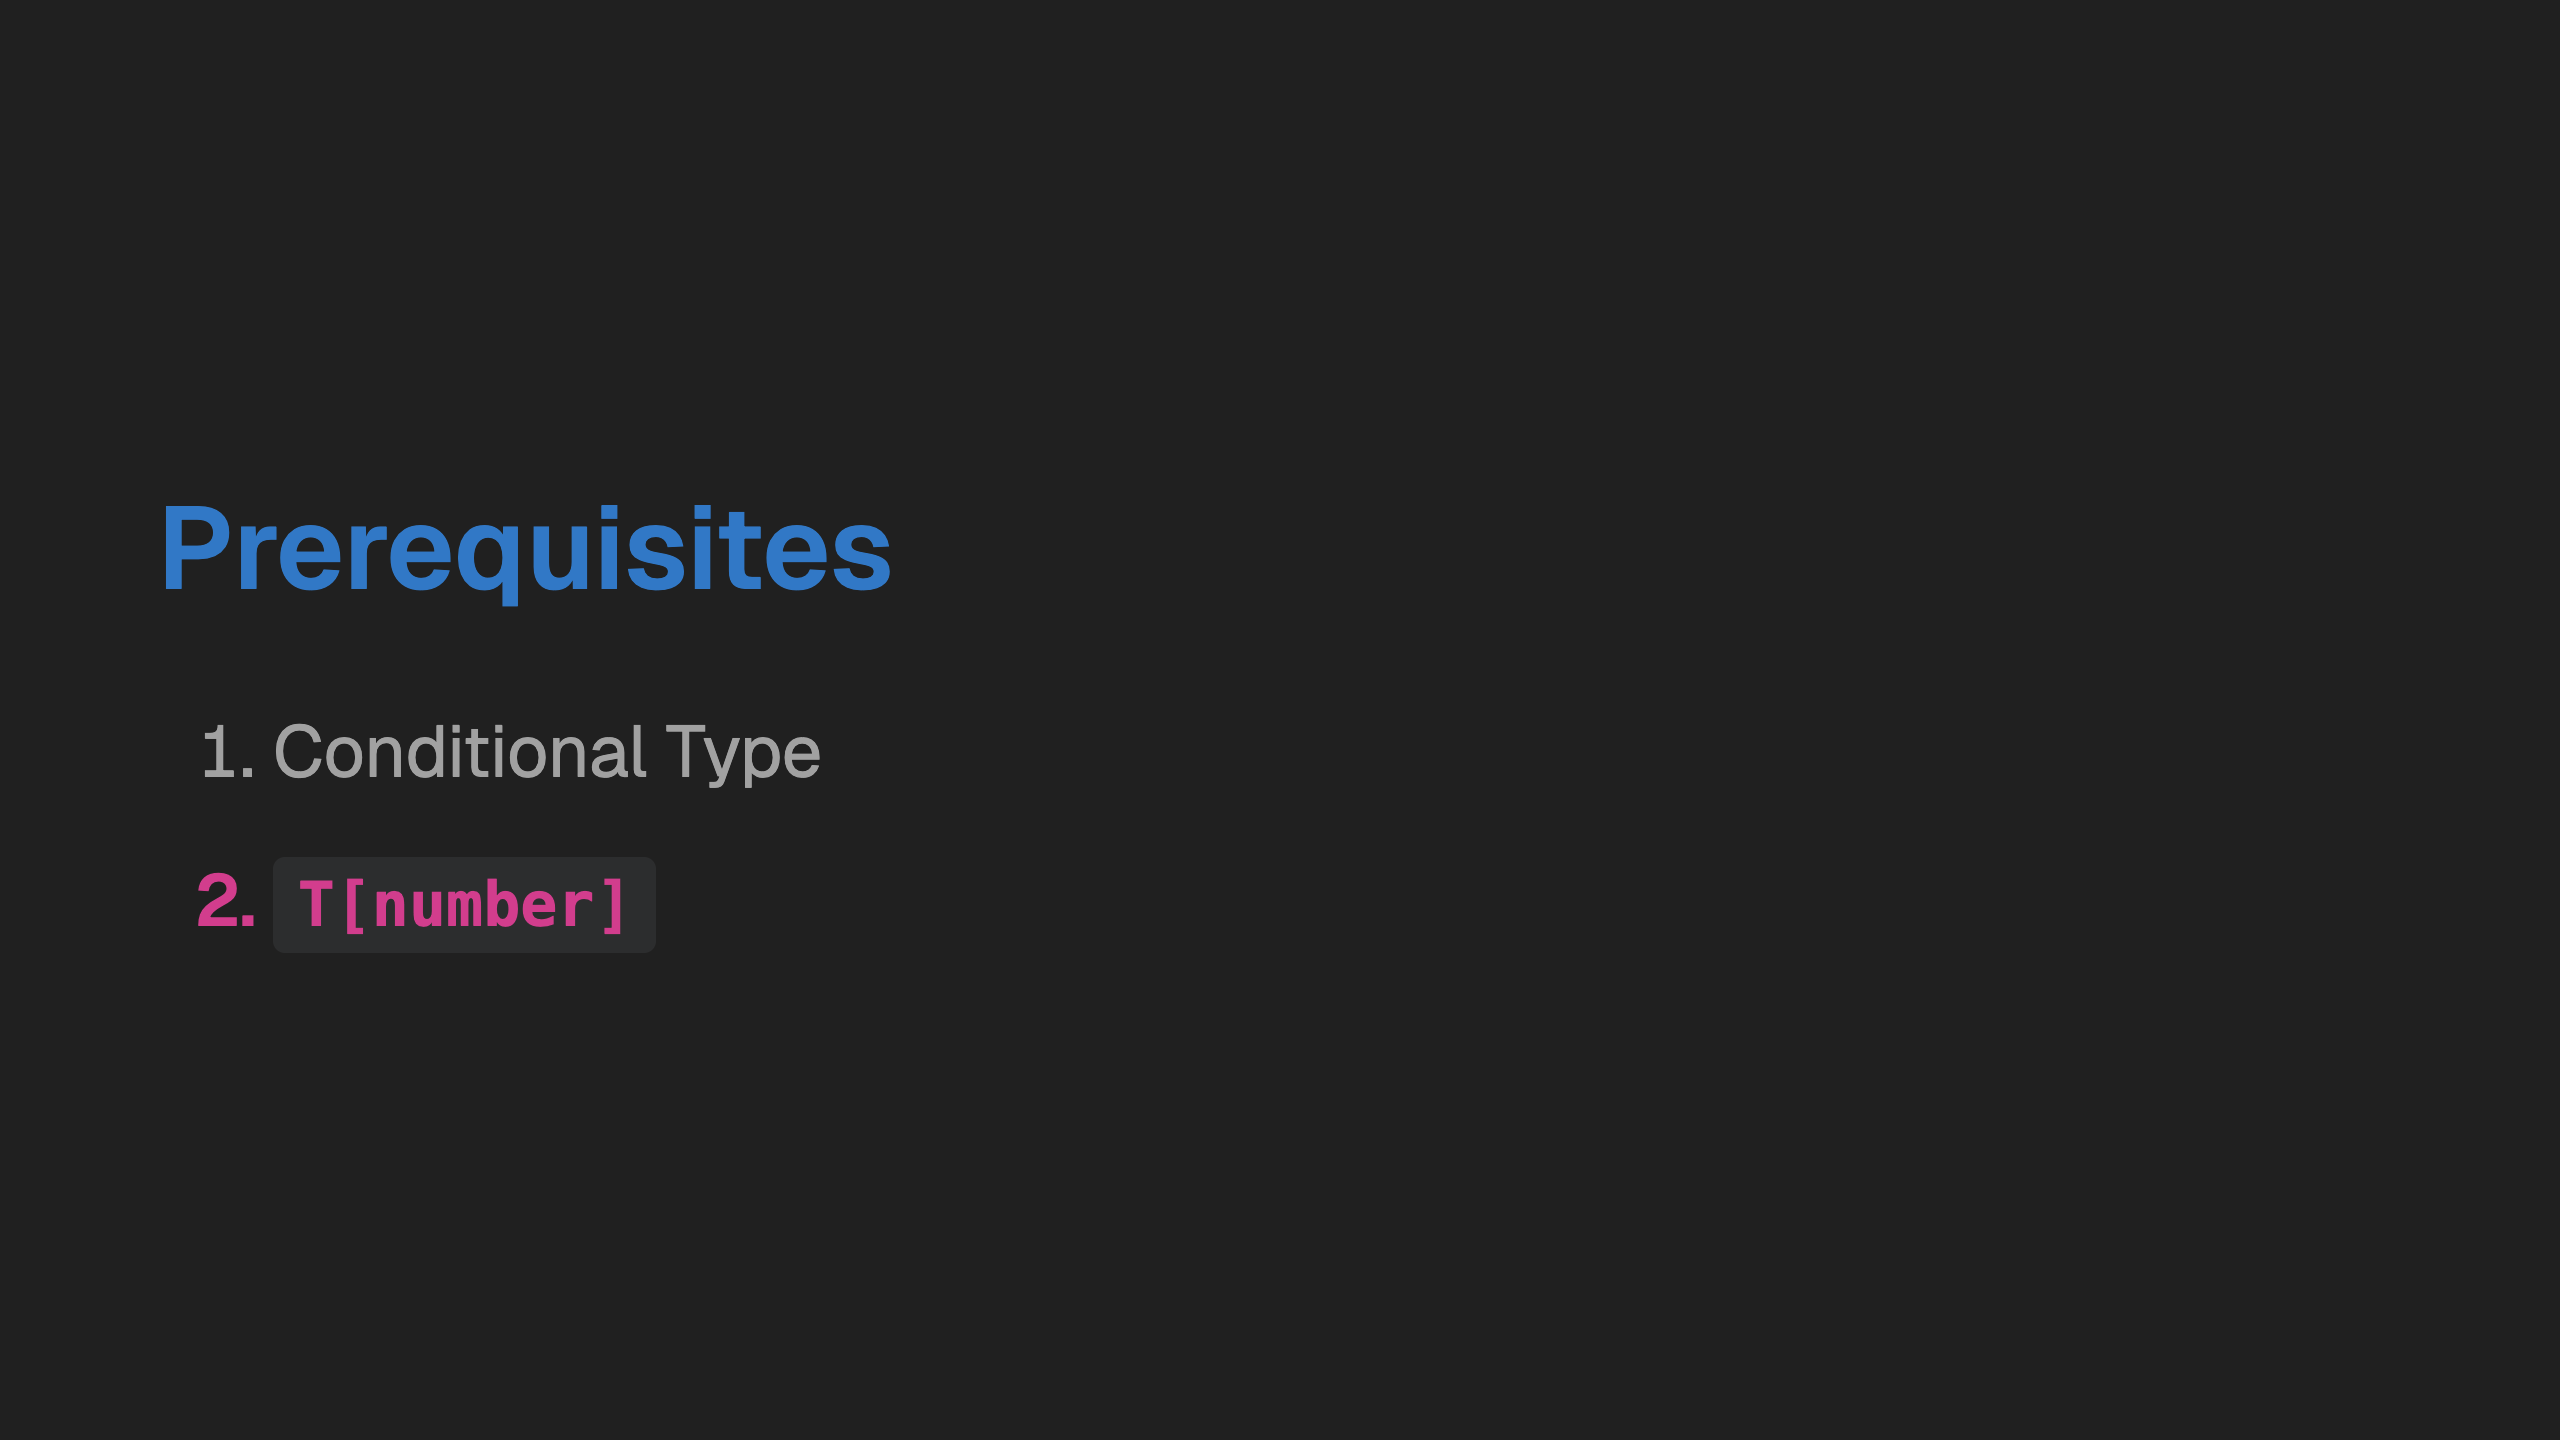 Prerequisites
1. Conditional Type
2. T[number]